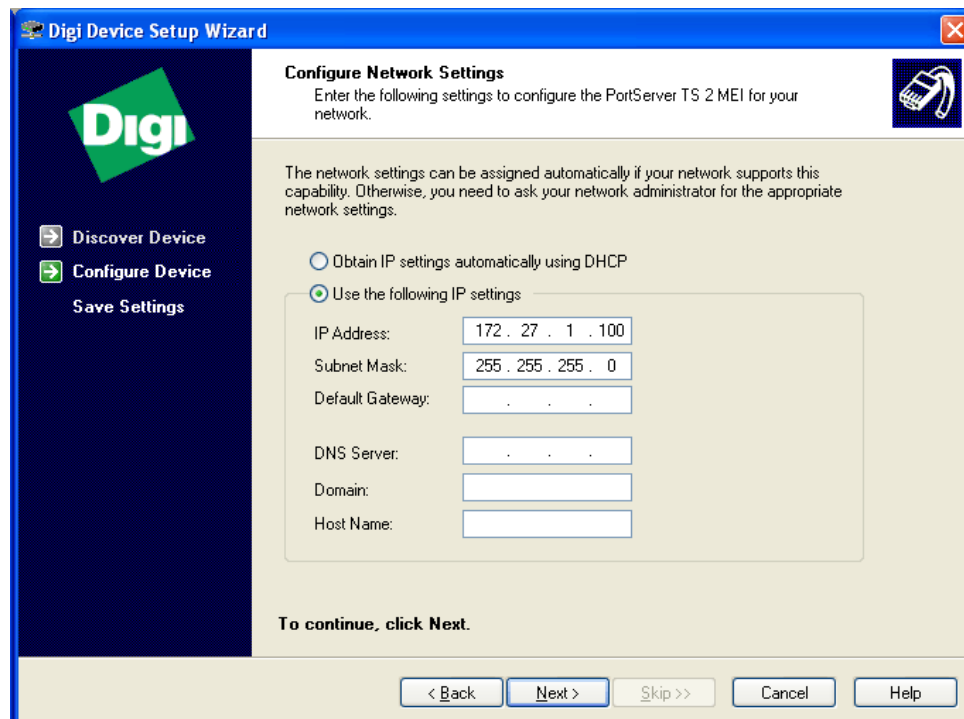 Digi Device Setup Wizard
Digi
Discover Device
Configure Device
Save Settings
Configure Network Settings
Enter the following settings to configure the PortServer TS 2 MEI for your
network.
The network settings can be assigned automatically if your network supports this
capability. Otherwise, you need to ask your network administrator for the appropriate
network settings.
Obtain IP settings automatically using DHCP
Use the following IP settings
IP Address: 172 . 27 . 1 . 100
Subnet Mask: 255 . 255 . 255 . 0
Default Gateway: . . .
DNS Server: . . .
Domain:
Host Name:
To continue, click Next.
< Back Next > Skip >> Cancel Help